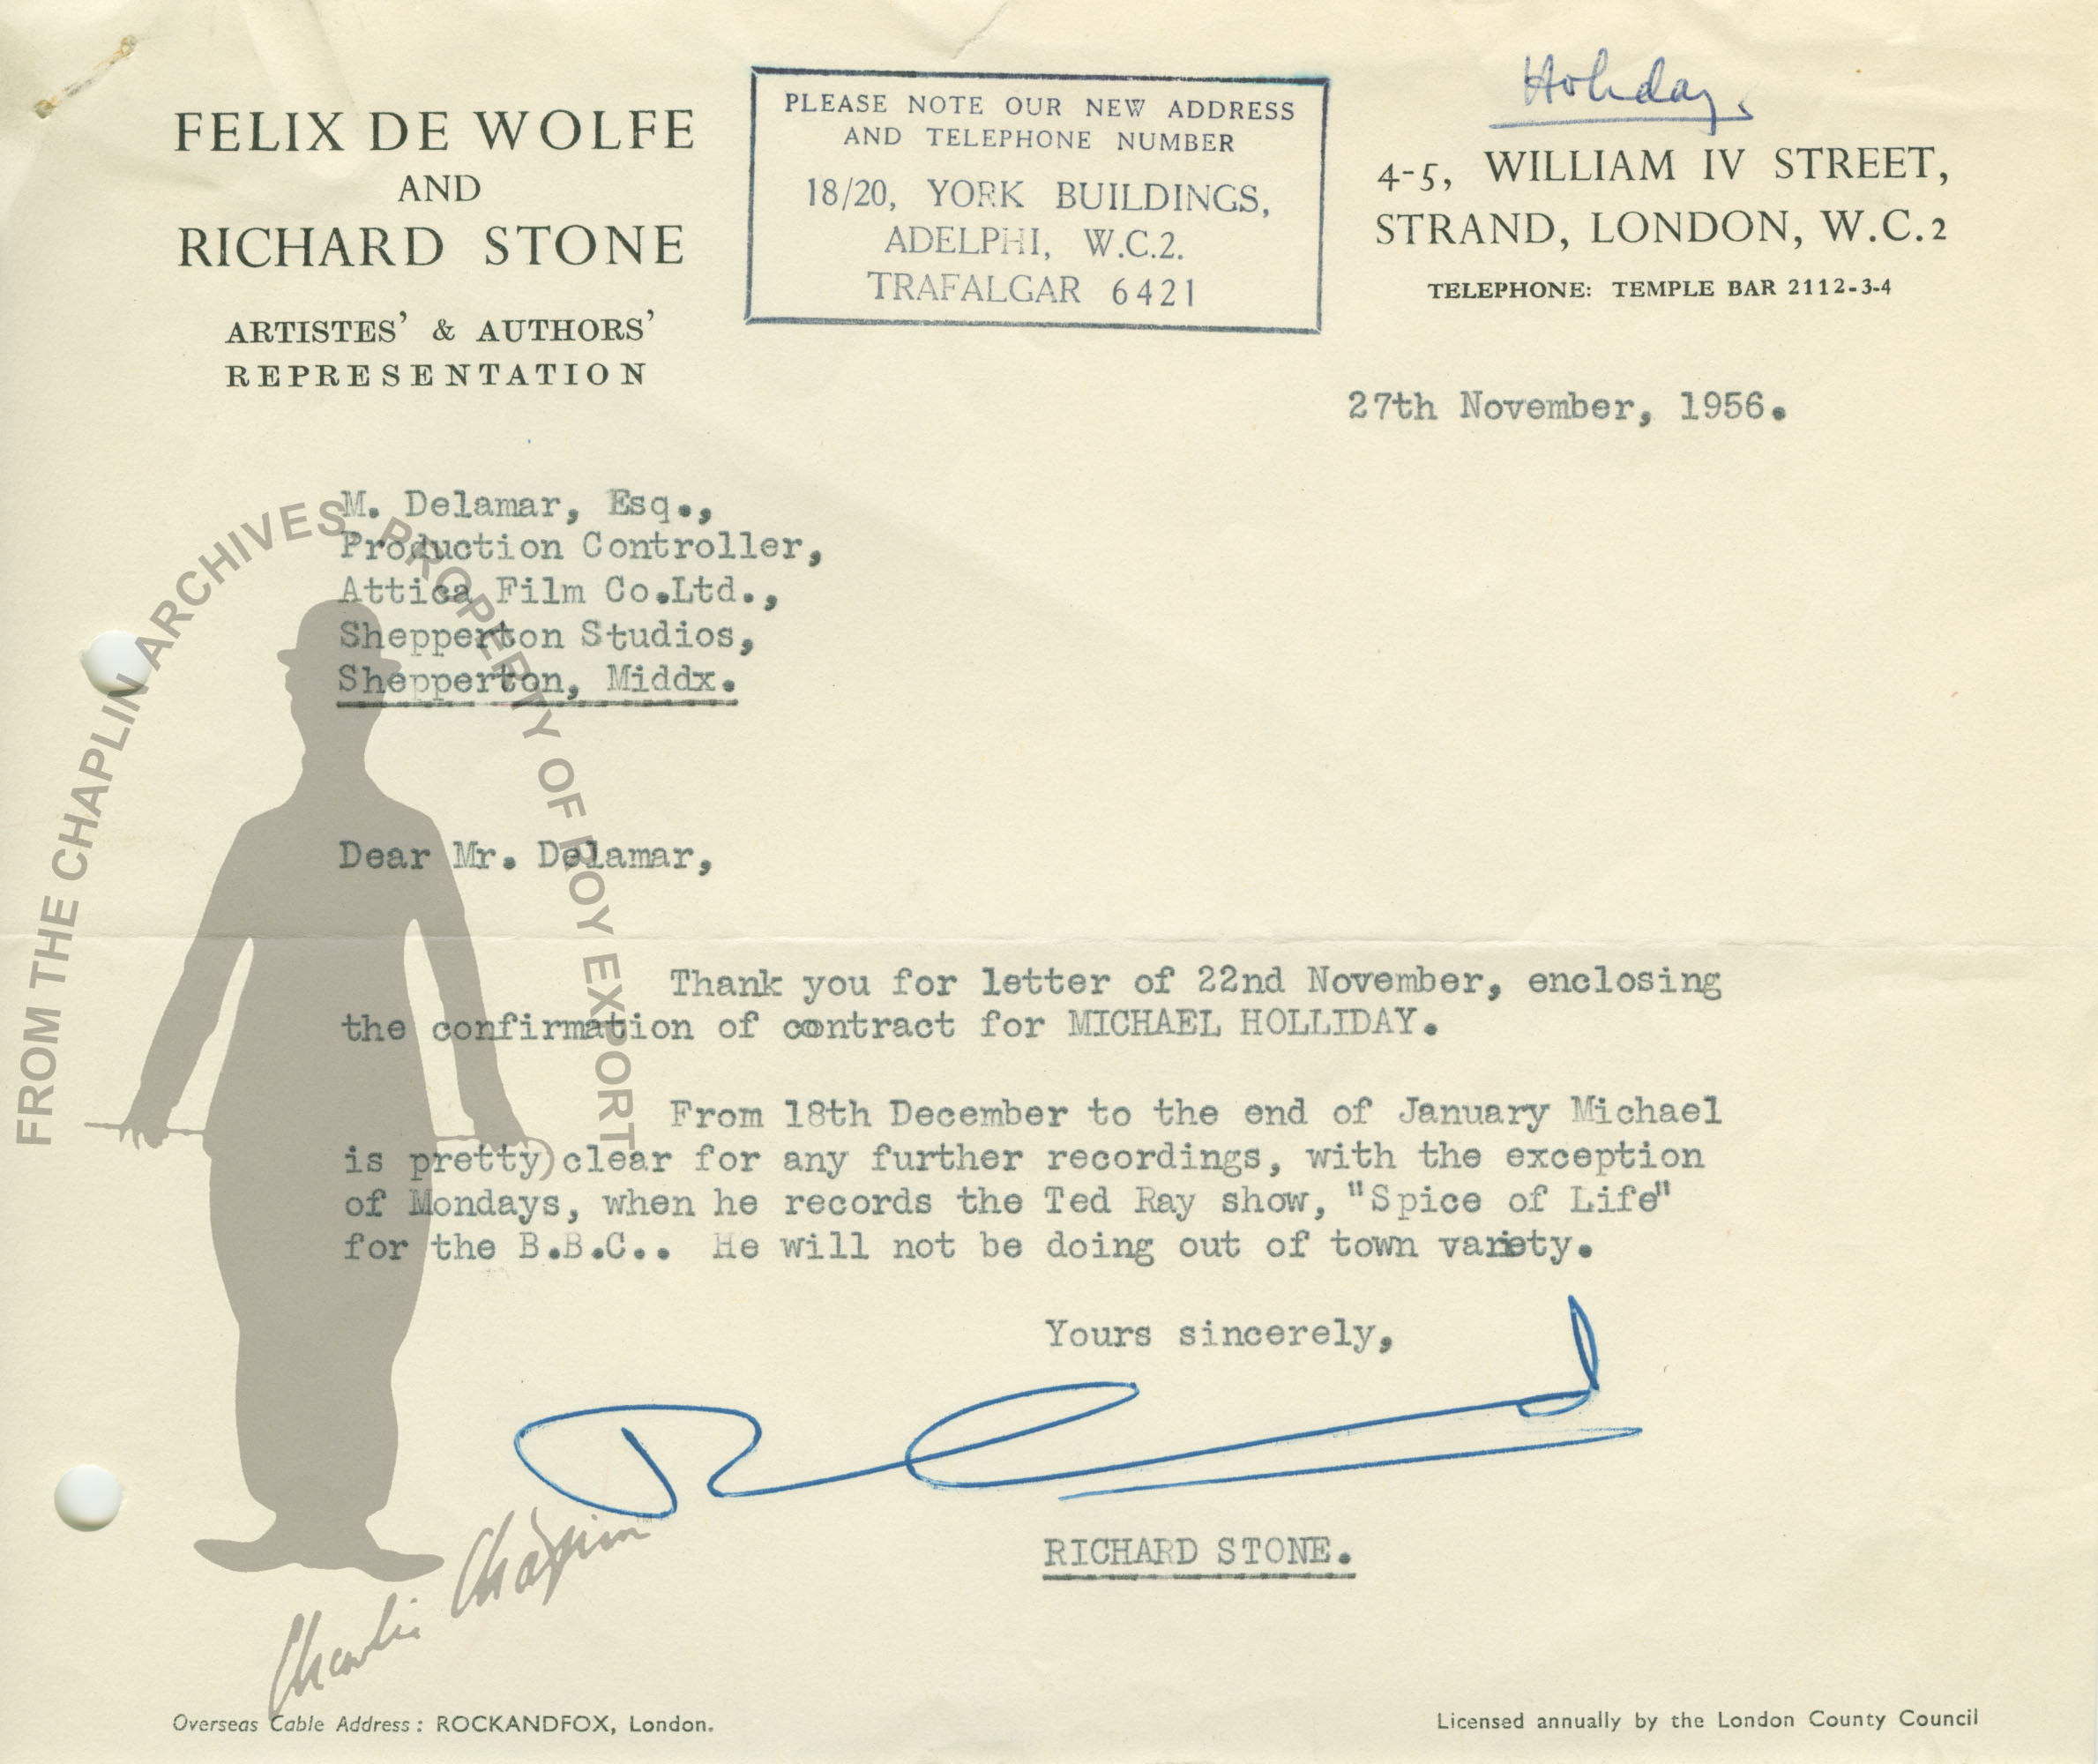 FELIX DE WOLFE
AND
RICHARD STONE
ARTISTES' & AUTHORS'
REPRESENTATION
PLEASE NOTE OUR NEW ADDRESS
AND TELEPHONE NUMBER
18/20, YORK BUILDINGS,
ADELPHI, W.C.2.
TRAFALGAR 6421
Holiday
4-5, WILLIAM IV STREET,
STRAND, LONDON, W.C.2
TELEPHONE: TEMPLE BAR 2112-3-4
27th November, 1956.
M. Delamar, Esq.,
Production Controller,
Attica Film Co.Ltd.,
Shepperton Studios,
Shepperton, Middx.
Dear Mr. Delamar,
Thank you for letter of 22nd November, enclosing
the confirmation of contract for MICHAEL HOLLIDAY.
From 18th December to the end of January Michael
is pretty)clear for any further recordings, with the exception
of Mondays, when he records the Ted Ray show, "Spice of Life"
for the B.B.C.. He will not be doing out of town variety.
Yours sincerely,
Richard
RICHARD STONE.
Overseas Cable Address : ROCKANDFOX, London.
Licensed annually by the London County Council
FROM THE CHAPLIN ARCHIVES, PROPERTY OF ROY EXPORT
Charlie Chaplin™